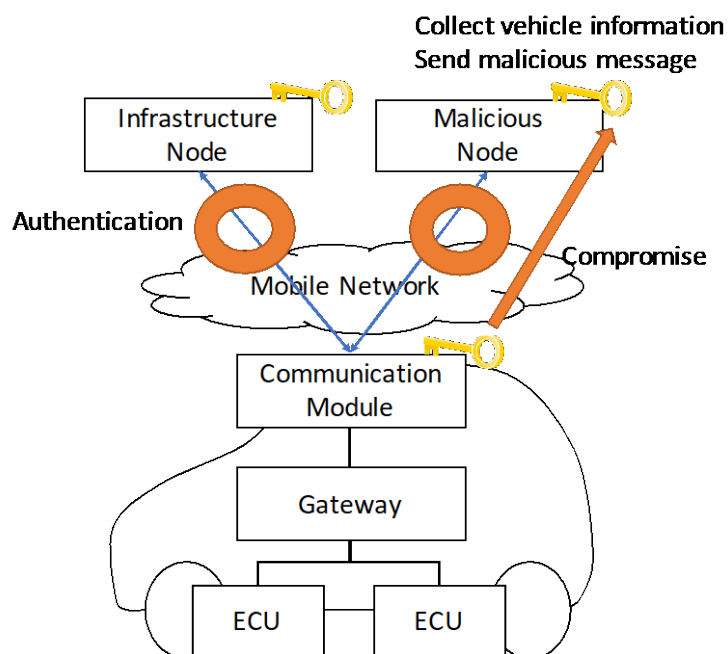 Collect vehicle information
Send malicious message
Infrastructure
Node
Malicious
Node
Authentication
Compromise
Mobile Network
Communication
Module
Gateway
ECU
ECU